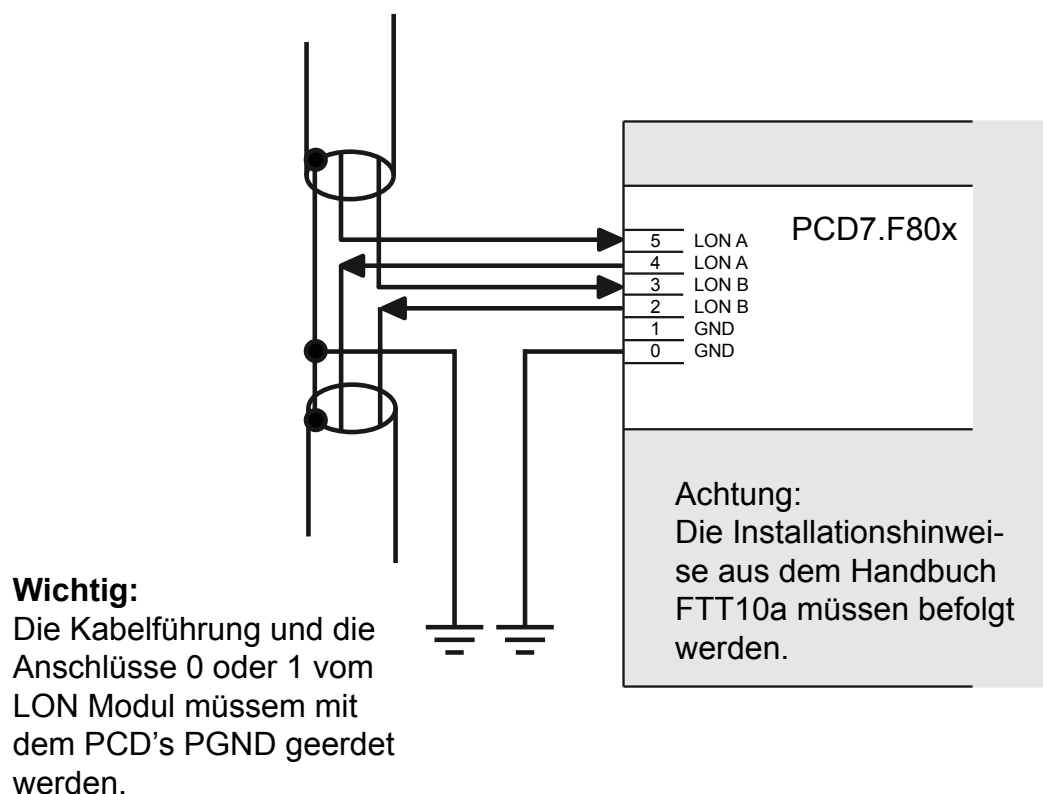 PCD7.F80x
5 LON A
4 LON A
3 LON B
2 LON B
1 GND
0 GND
Achtung:
Die Installationshinwei-
se aus dem Handbuch
FTT10a müssen befolgt
werden.
Wichtig:
Die Kabelführung und die
Anschlüsse 0 oder 1 vom
LON Modul müssem mit
dem PCD’s PGND geerdet
werden.